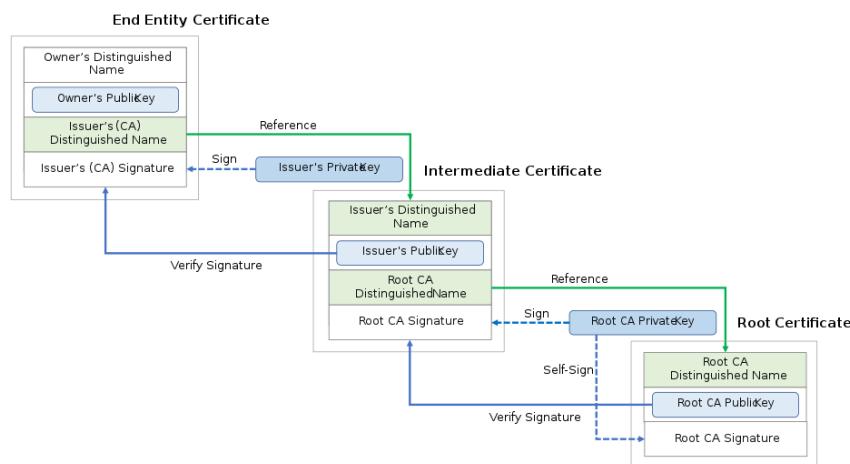 End Entity Certificate
Owner's Distinguished
Name
Owner's PublicKey
Issuer's (CA)
Distinguished Name
Issuer's (CA) Signature
Reference
Sign
Issuer's PrivateKey
Verify Signature
Intermediate Certificate
Issuer's Distinguished
Name
Issuer's PublicKey
Root CA
DistinguishedName
Root CA Signature
Reference
Sign
Root CA PrivateKey
Self-Sign
Verify Signature
Root Certificate
Root CA
Distinguished Name
Root CA PublicKey
Root CA Signature